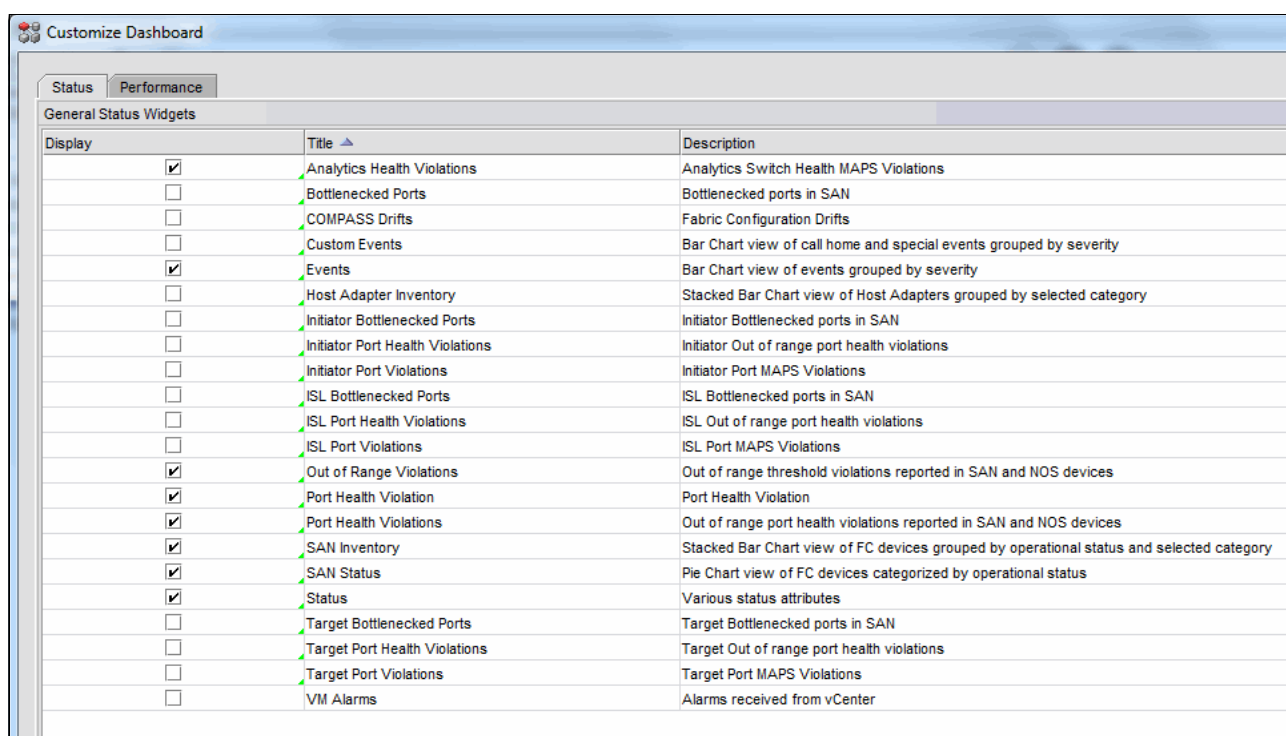 Customize Dashboard
Status Performance
General Status Widgets
Display Title Description
Analytics Health Violations Analytics Switch Health MAPS Violations
Bottlenecked Ports Bottlenecked ports in SAN
COMPASS Drifts Fabric Configuration Drifts
Custom Events Bar Chart view of call home and special events grouped by severity
Events Bar Chart view of events grouped by severity
Host Adapter Inventory Stacked Bar Chart view of Host Adapters grouped by selected category
Initiator Bottlenecked Ports Initiator Bottlenecked ports in SAN
Initiator Port Health Violations Initiator Out of range port health violations
Initiator Port Violations Initiator Port MAPS Violations
ISL Bottlenecked Ports ISL Bottlenecked ports in SAN
ISL Port Health Violations ISL Out of range port health violations
ISL Port Violations ISL Port MAPS Violations
Out of Range Violations Out of range threshold violations reported in SAN and NOS devices
Port Health Violation Port Health Violation
Port Health Violations Out of range port health violations reported in SAN and NOS devices
SAN Inventory Stacked Bar Chart view of FC devices grouped by operational status and selected category
SAN Status Pie Chart view of FC devices categorized by operational status
Status Various status attributes
Target Bottlenecked Ports Target Bottlenecked ports in SAN
Target Port Health Violations Target Out of range port health violations
Target Port Violations Target Port MAPS Violations
VM Alarms Alarms received from vCenter